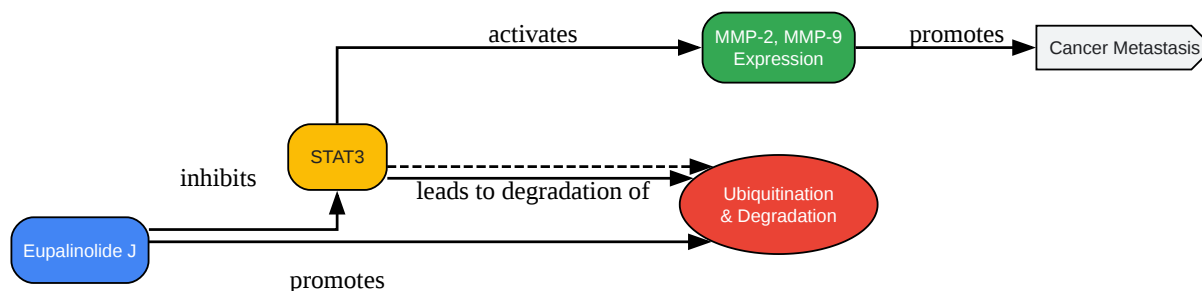 activates
MMP-2, MMP-9
Expression
promotes
Cancer Metastasis
STAT3
inhibits
leads to degradation of
Ubiquitination
& Degradation
Eupalinolide J
promotes